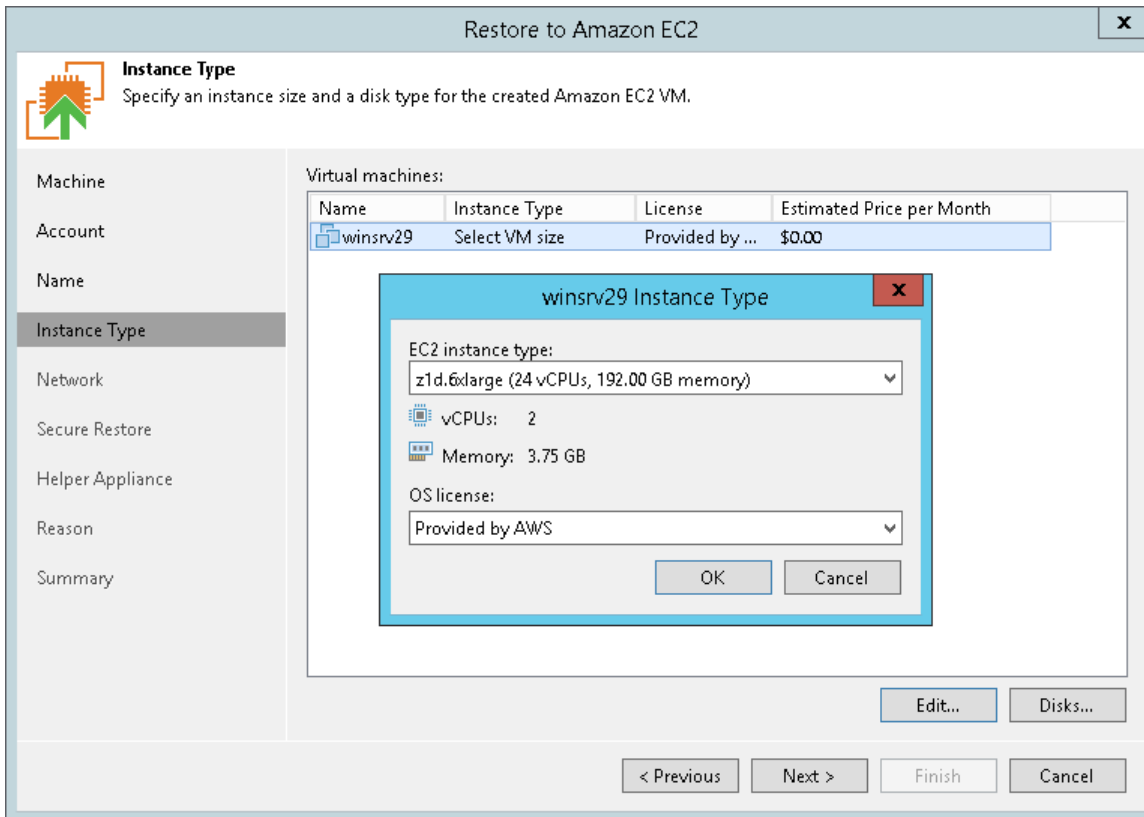 Restore to Amazon EC2
x
Instance Type
Specify an instance size and a disk type for the created Amazon EC2 VM.
Machine
Account
Name
Instance Type
Network
Secure Restore
Helper Appliance
Reason
Summary
Virtual machines:
Name Instance Type License Estimated Price per Month
winsrv29 Select VM size Provided by ... $0.00
winsrv29 Instance Type
x
EC2 instance type:
z1d.6xlarge (24 vCPUs, 192.00 GB memory)
vCPUs: 2
Memory: 3.75 GB
OS license:
Provided by AWS
OK Cancel
Edit... Disks...
< Previous Next > Finish Cancel